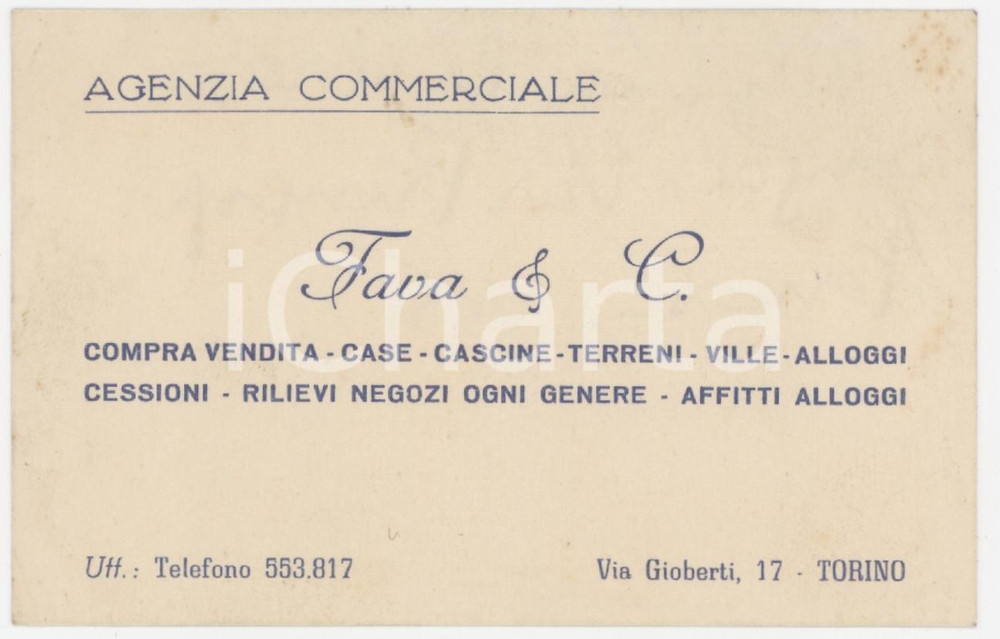 AGENZIA COMMERCIALE
Fava & C.
iCharta
COMPRA VENDITA - CASE - CASCINE - TERRENI - VILLE - ALLOGGI
CESSIONI - RILIEVI NEGOZI OGNI GENERE - AFFITTI ALLOGGI
Uff.: Telefono 553.817
Via Gioberti, 17 - TORINO